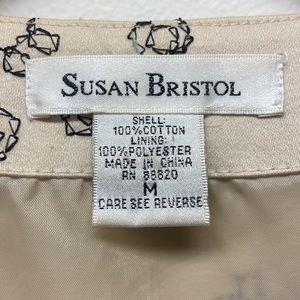 SUSAN BRISTOL
SHELL:
100%COTTON
LINING:
100%POLYESTER
MADE IN CHINA
RN 88820
M
CARE SEE REVERSE